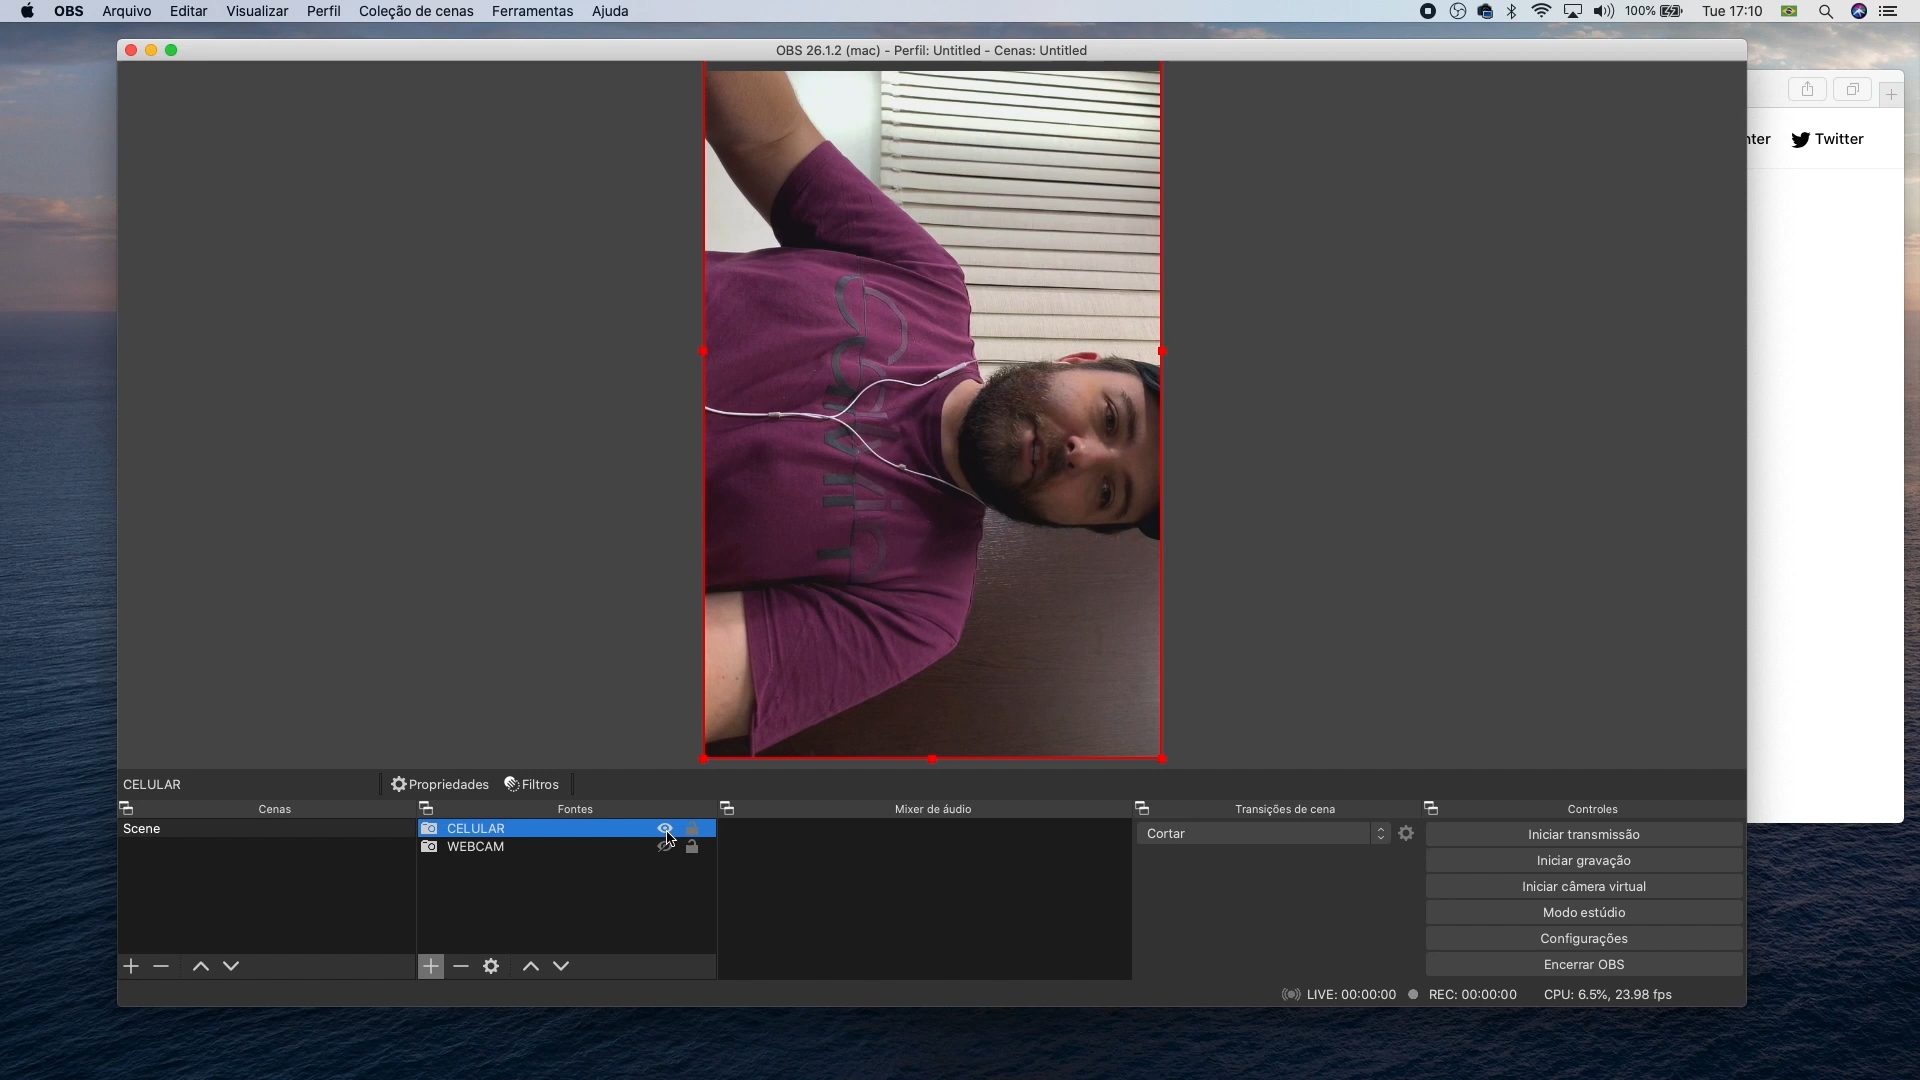 OBS Arquivo Editar Visualizar Perfil Coleção de cenas Ferramentas Ajuda 100% Tue 17:10
OBS 26.1.2 (mac) - Perfil: Untitled - Cenas: Untitled
nter Twitter
CELULAR Propriedades Filtros
Cenas Fontes Mixer de áudio Transições de cena Controles
Scene CELULAR Cortar Iniciar transmissão
WEBCAM
Iniciar gravação
Iniciar câmera virtual
Modo estúdio
Configurações
Encerrar OBS
LIVE: 00:00:00 REC: 00:00:00 CPU: 6.5%, 23.98 fps